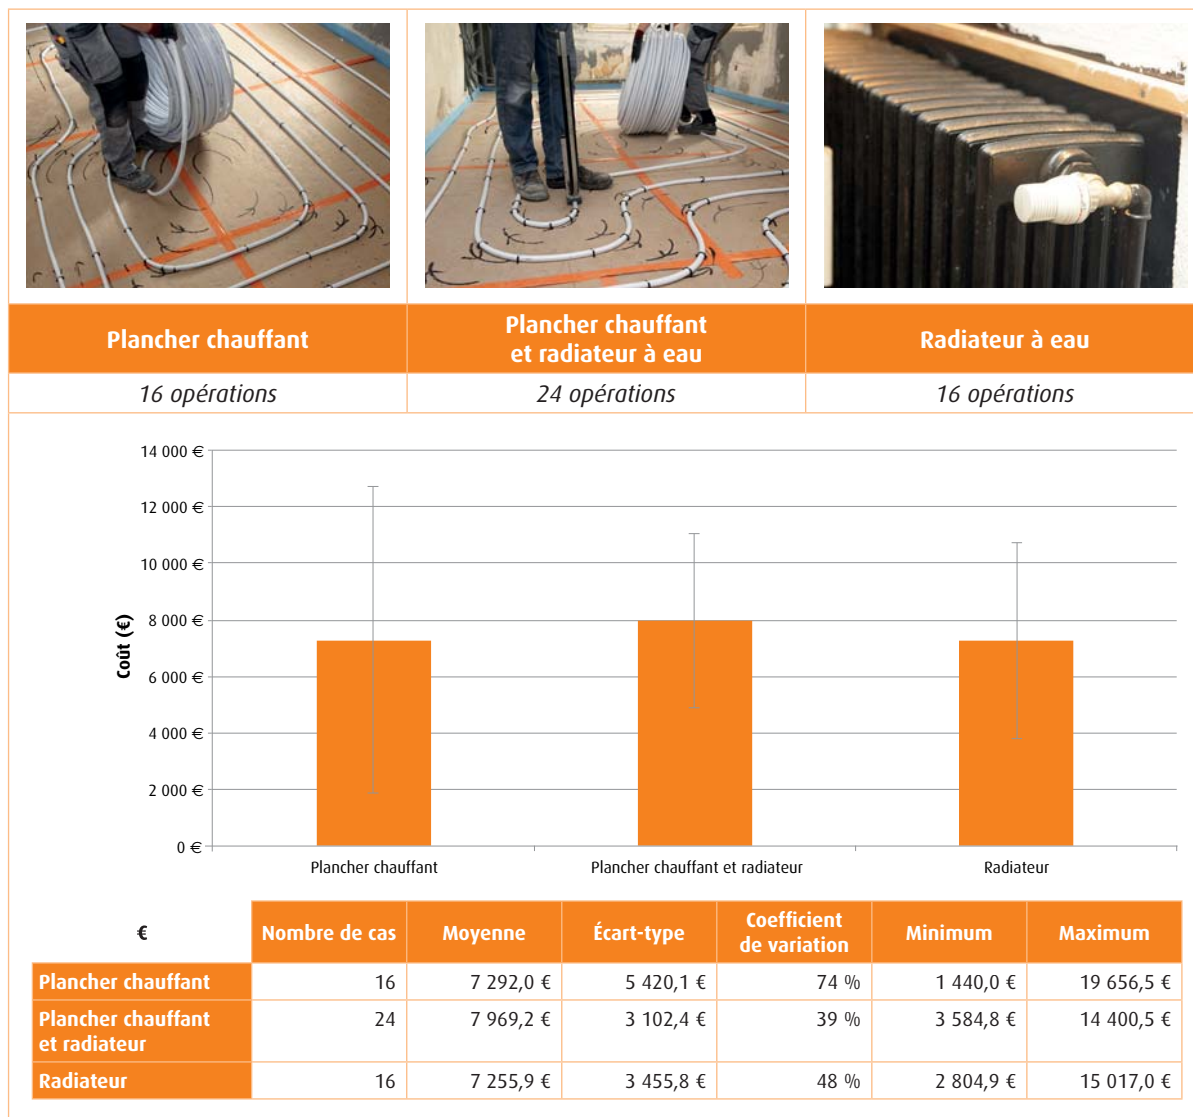 Plancher chauffant
Plancher chauffant
et radiateur à eau
Radiateur à eau
16 opérations
24 opérations
16 opérations
14 000 €
12 000 €
10 000 €
8 000 €
6 000 €
4 000 €
2 000 €
0 €
Coût (€)
Plancher chauffant
Plancher chauffant et radiateur
Radiateur
€ Nombre de cas Moyenne Écart-type Coefficient de variation Minimum Maximum
Plancher chauffant 16 7 292,0 € 5 420,1 € 74 % 1 440,0 € 19 656,5 €
Plancher chauffant
et radiateur 24 7 969,2 € 3 102,4 € 39 % 3 584,8 € 14 400,5 €
Radiateur 16 7 255,9 € 3 455,8 € 48 % 2 804,9 € 15 017,0 €